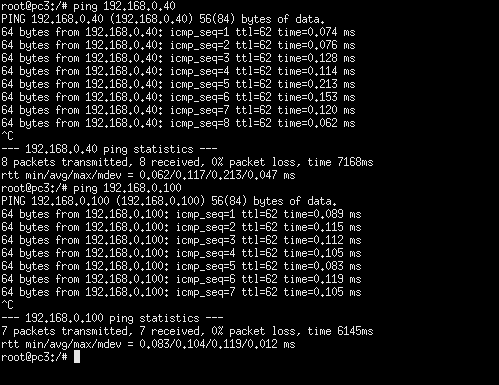 root@pc3:/# ping 192.168.0.40
PING 192.168.0.40 (192.168.0.40) 56(84) bytes of data.
64 bytes from 192.168.0.40: icmp_seq=1 ttl=62 time=0.074 ms
64 bytes from 192.168.0.40: icmp_seq=2 ttl=62 time=0.076 ms
64 bytes from 192.168.0.40: icmp_seq=3 ttl=62 time=0.128 ms
64 bytes from 192.168.0.40: icmp_seq=4 ttl=62 time=0.114 ms
64 bytes from 192.168.0.40: icmp_seq=5 ttl=62 time=0.213 ms
64 bytes from 192.168.0.40: icmp_seq=6 ttl=62 time=0.153 ms
64 bytes from 192.168.0.40: icmp_seq=7 ttl=62 time=0.120 ms
64 bytes from 192.168.0.40: icmp_seq=8 ttl=62 time=0.062 ms
^C
--- 192.168.0.40 ping statistics ---
8 packets transmitted, 8 received, 0% packet loss, time 7168ms
rtt min/avg/max/mdev = 0.062/0.117/0.213/0.047 ms
root@pc3:/# ping 192.168.0.100
PING 192.168.0.100 (192.168.0.100) 56(84) bytes of data.
64 bytes from 192.168.0.100: icmp_seq=1 ttl=62 time=0.089 ms
64 bytes from 192.168.0.100: icmp_seq=2 ttl=62 time=0.115 ms
64 bytes from 192.168.0.100: icmp_seq=3 ttl=62 time=0.112 ms
64 bytes from 192.168.0.100: icmp_seq=4 ttl=62 time=0.105 ms
64 bytes from 192.168.0.100: icmp_seq=5 ttl=62 time=0.083 ms
64 bytes from 192.168.0.100: icmp_seq=6 ttl=62 time=0.119 ms
64 bytes from 192.168.0.100: icmp_seq=7 ttl=62 time=0.105 ms
^C
--- 192.168.0.100 ping statistics ---
7 packets transmitted, 7 received, 0% packet loss, time 6145ms
rtt min/avg/max/mdev = 0.083/0.104/0.119/0.012 ms
root@pc3:/#